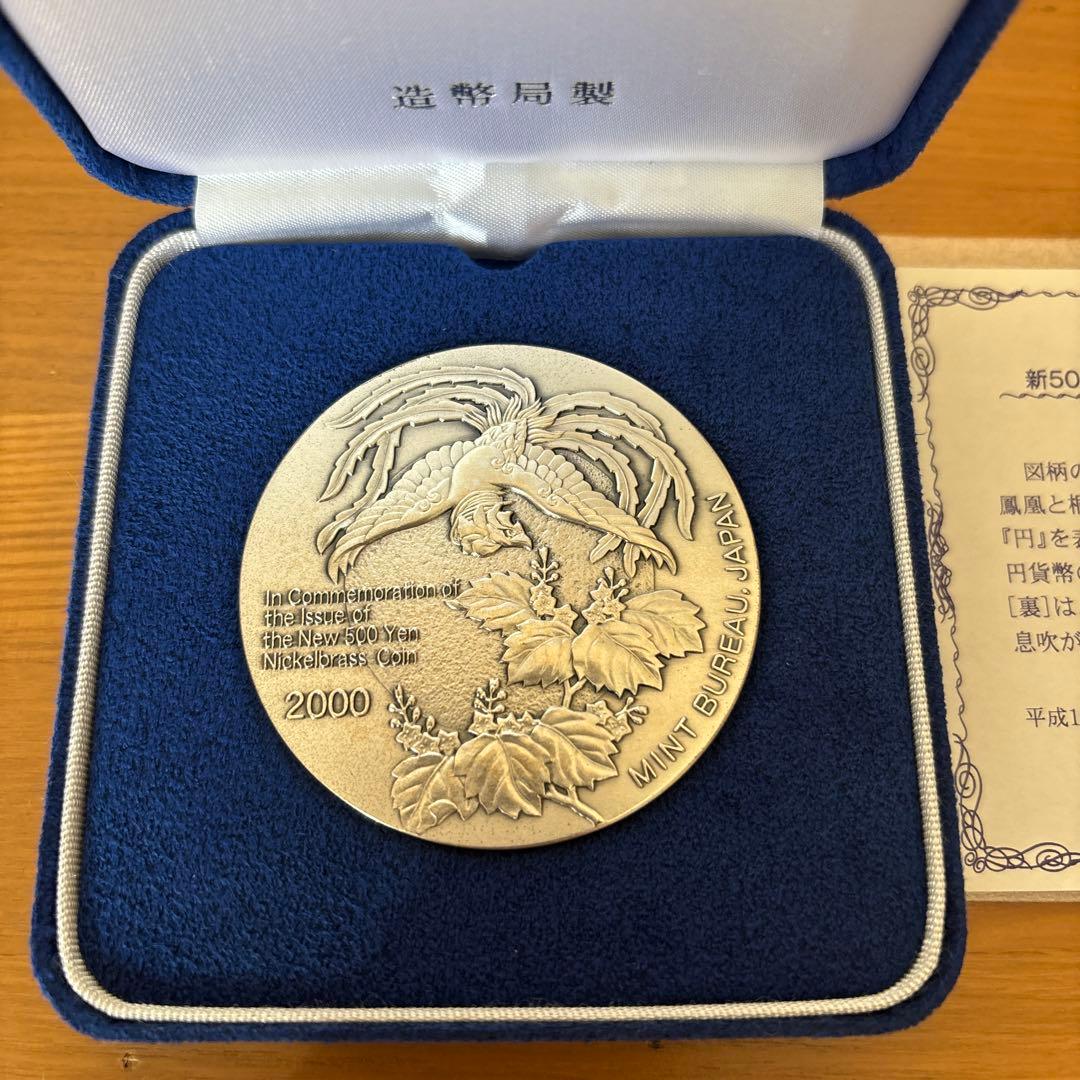 造幣局製
In Commemoration of
the Issue of
the New 500 Yen
Nickelbrass Coin
2000
MINT BUREAU, JAPAN
新50
図柄の
鳳凰と桐
『円』を表
円貨幣の
[裏]は
息吹が
平成1